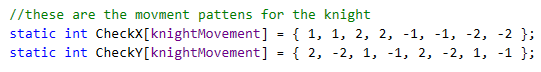 //these are the movment pattens for the knight
static int CheckX[knightMovement] = { 1, 1, 2, 2, -1, -1, -2, -2 };
static int CheckY[knightMovement] = { 2, -2, 1, -1, 2, -2, 1, -1 };